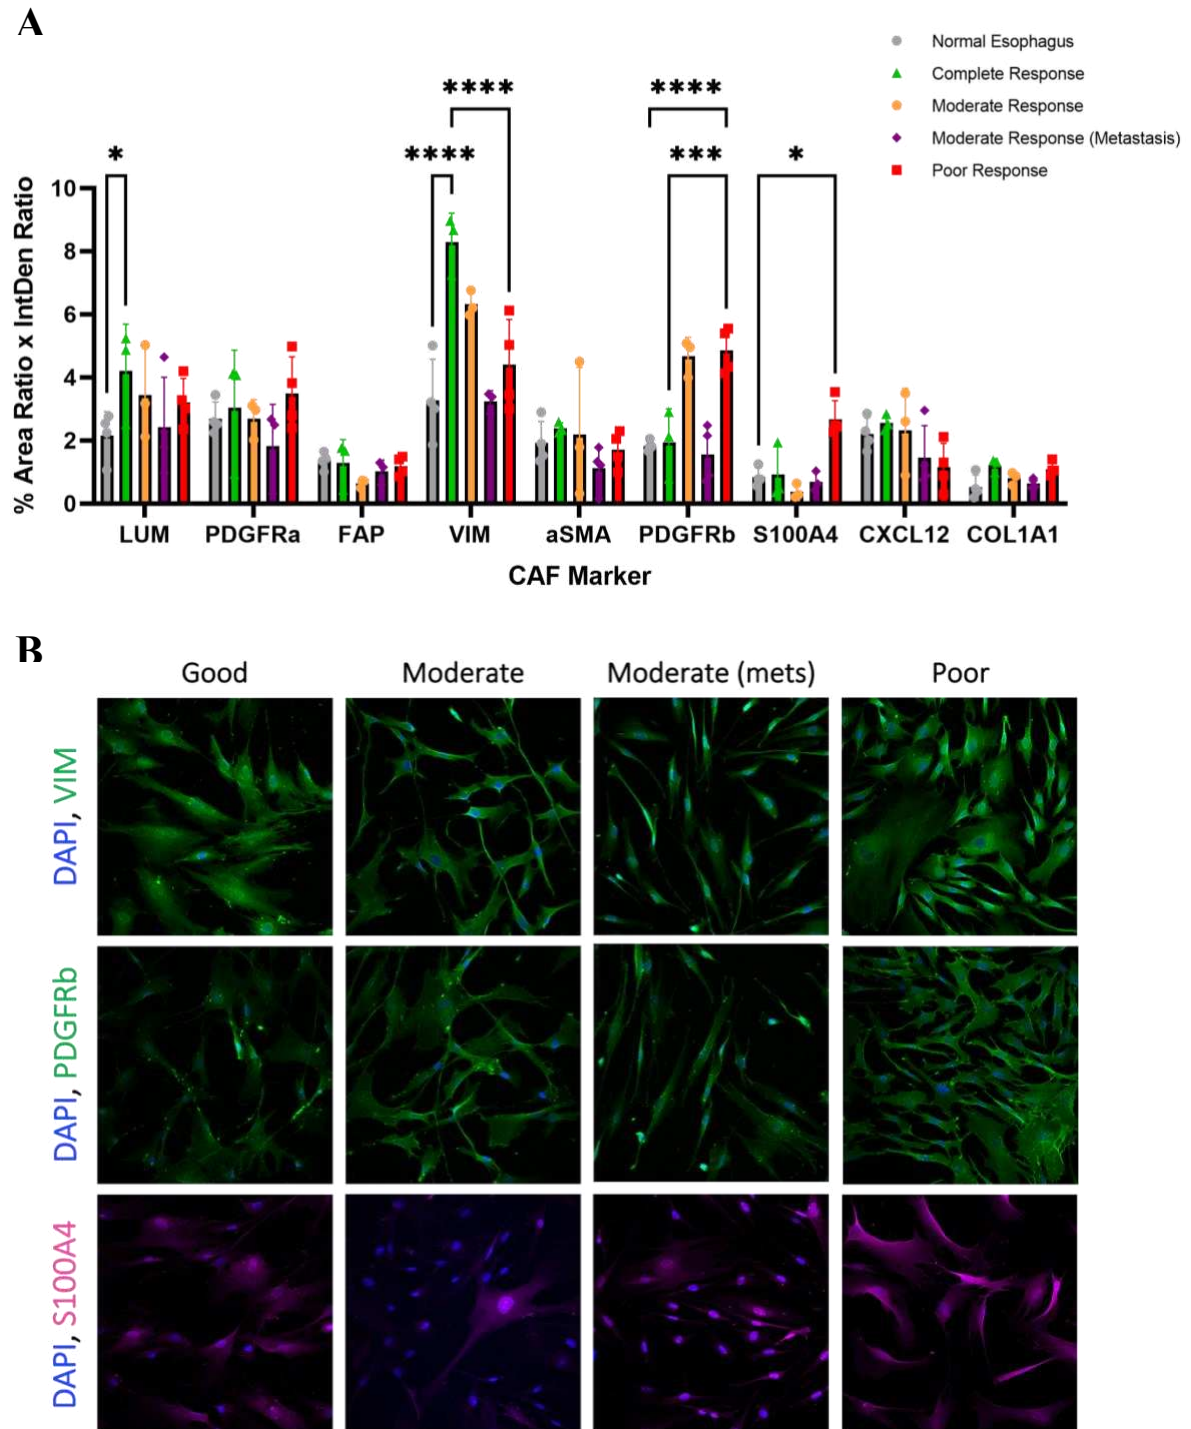 A
Normal Esophagus
Complete Response
Moderate Response
Moderate Response (Metastasis)
Poor Response
**** ****
* **** *** *
% Area Ratio x IntDen Ratio
10
8
6
4
2
0
LUM PDGFRa FAP VIM aSMA PDGFRb S100A4 CXCL12 COL1A1
CAF Marker
B
Good Moderate Moderate (mets) Poor
DAPI, VIM
DAPI, PDGFRb
DAPI, S100A4